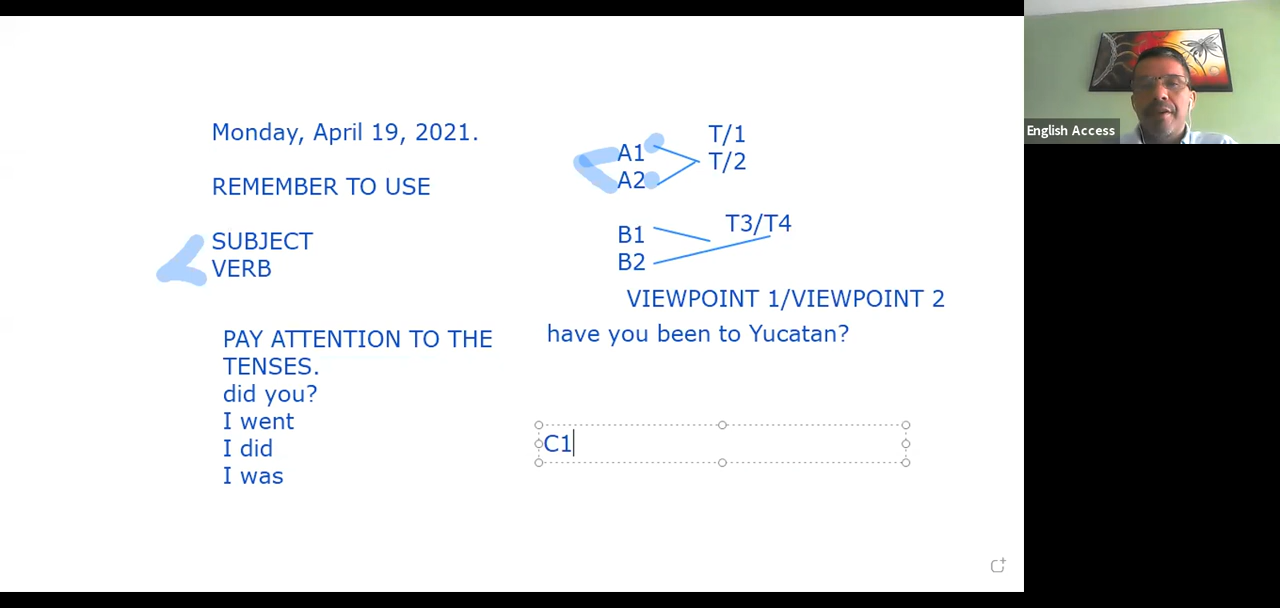 Monday, April 19, 2021.
REMEMBER TO USE
SUBJECT
VERB
PAY ATTENTION TO THE
TENSES.
did you?
I went
I did
I was
A1
A2
T/1
T/2
B1
B2
T3/T4
VIEWPOINT 1/VIEWPOINT 2
have you been to Yucatan?
C1
English Access